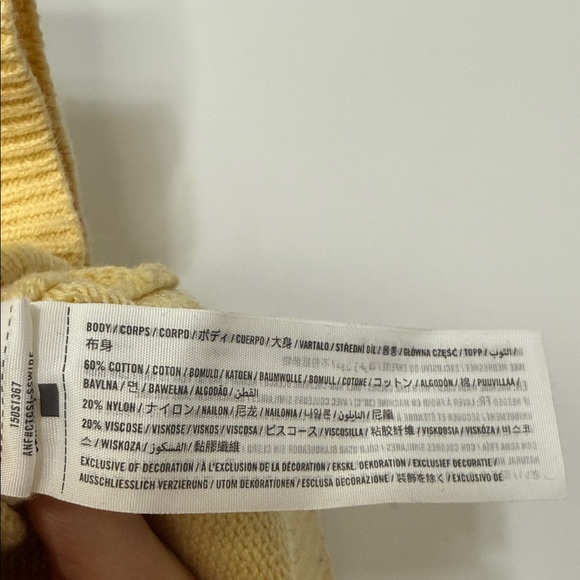 BODY / CORPS / CORPO / ボディ / CUERPO / 大身 / VARTALO / STŘEDNÍ DÍL / 몸통 / GŁÓWNA CZĘŚĆ / TOPP / الثوب /
布身
60% COTTON / COTON / BOMULD / KATOEN / BAUMWOLLE / BOMULL / COTONE / コットン / ALGODÓN / 棉 / PUUVILLAA /
BAVLNA / 면 / BAWEŁNA / ALGODÃO / القطن
20% NYLON / ナイロン / NAILON / 尼龙 / NAILONIA / 나일론 / النايلون / 尼龍
20% VISCOSE / VISKOSE / VISKOS / VISCOSA / ビスコース / VISCOSILLA / 粘胶纤维 / VISKOOSIA / VISKÓZA / 비스코
스 / WISKOZA / الفسكوز / 黏膠纖維
EXCLUSIVE OF DECORATION / À L'EXCLUSION DE LA DÉCORATION / EKSKL. DEKORATION / EXCLUSIEF DECORATIE /
AUSSCHLIESSLICH VERZIERUNG / UTOM DEKORATIONEN / ESCLUSA DECORAZIONE / 装飾を除く / EXCLUSIVO DE
150S1367